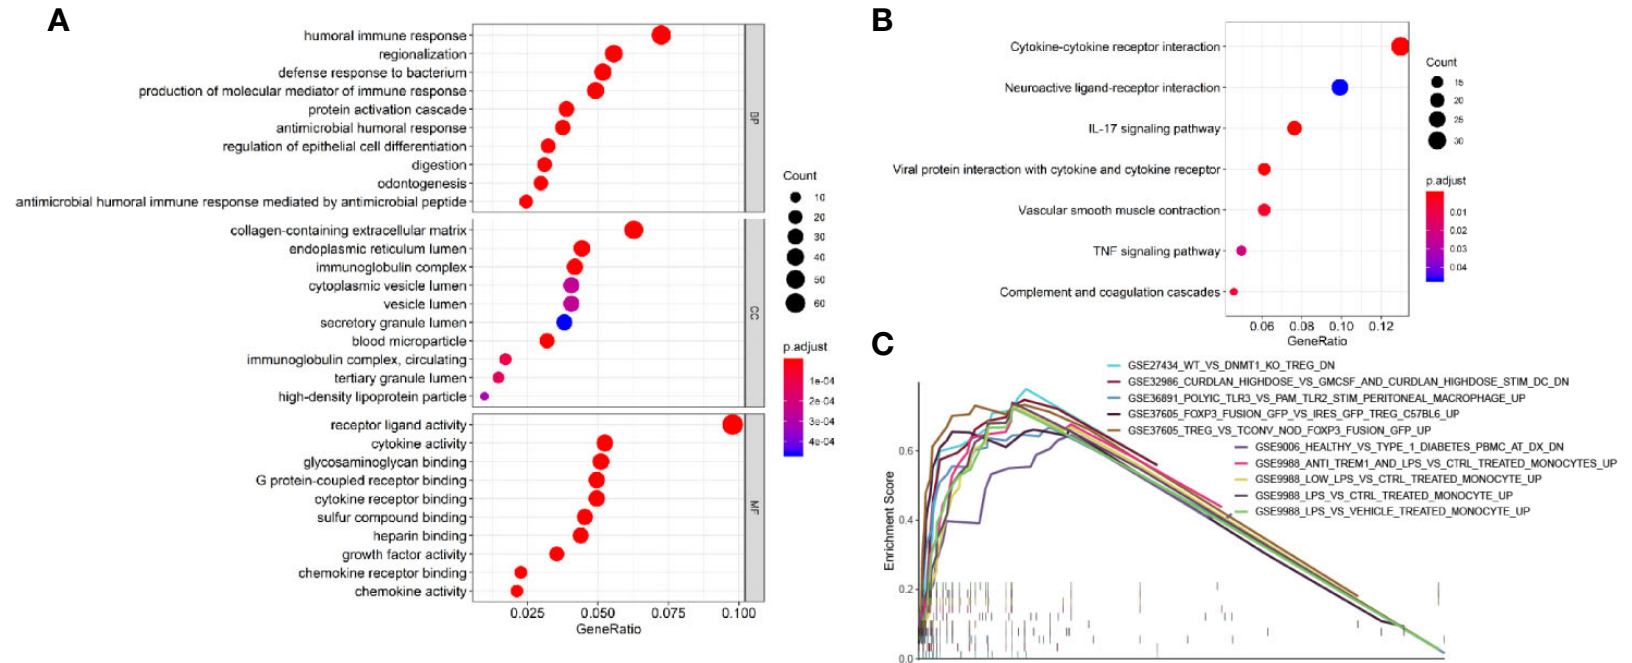 A
humoral immune response
regionalization
defense response to bacterium
production of molecular mediator of immune response
protein activation cascade
antimicrobial humoral response
regulation of epithelial cell differentiation
digestion
odontogenesis
antimicrobial humoral immune response mediated by antimicrobial peptide
BP
collagen-containing extracellular matrix
endoplasmic reticulum lumen
immunoglobulin complex
cytoplasmic vesicle lumen
vesicle lumen
secretory granule lumen
blood microparticle
immunoglobulin complex, circulating
tertiary granule lumen
high-density lipoprotein particle
CC
receptor ligand activity
cytokine activity
glycosaminoglycan binding
G protein-coupled receptor binding
cytokine receptor binding
sulfur compound binding
heparin binding
growth factor activity
chemokine receptor binding
chemokine activity
MF
0.025 0.050 0.075 0.100
GeneRatio
Count
10
20
30
40
50
60
p.adjust
1e-04
2e-04
3e-04
4e-04
B
Cytokine-cytokine receptor interaction
Neuroactive ligand-receptor interaction
IL-17 signaling pathway
Viral protein interaction with cytokine and cytokine receptor
Vascular smooth muscle contraction
TNF signaling pathway
Complement and coagulation cascades
0.06 0.08 0.10 0.12
GeneRatio
Count
15
20
25
30
p.adjust
0.01
0.02
0.03
0.04
C
GSE27434_WT_VS_DNMT1_KO_TREG_DN
GSE32986_CURDLAN_HIGHDOSE_VS_GMCSF_AND_CURDLAN_HIGHDOSE_STIM_DC_DN
GSE36891_POLYIC_TLR3_VS_PAM_TLR2_STIM_PERITONEAL_MACROPHAGE_UP
GSE37605_FOXP3_FUSION_GFP_VS_IRES_GFP_TREG_C57BL6_UP
GSE37605_TREG_VS_TCONV_NOD_FOXP3_FUSION_GFP_UP
GSE9006_HEALTHY_VS_TYPE_1_DIABETES_PBMC_AT_DX_DN
GSE9988_ANTI_TREM1_AND_LPS_VS_CTRL_TREATED_MONOCYTES_UP
GSE9988_LOW_LPS_VS_CTRL_TREATED_MONOCYTE_UP
GSE9988_LPS_VS_CTRL_TREATED_MONOCYTE_UP
GSE9988_LPS_VS_VEHICLE_TREATED_MONOCYTE_UP
Enrichment Score
0.6
0.4
0.2
0.0